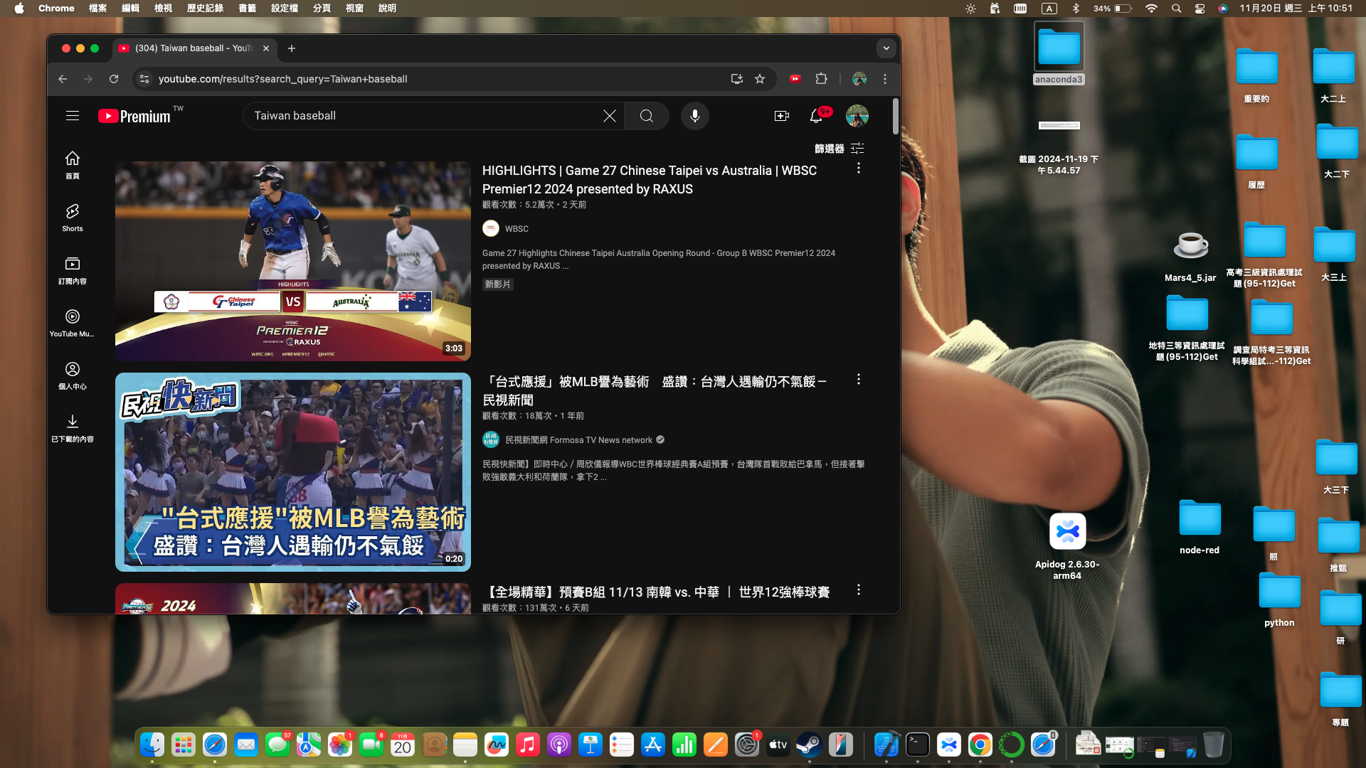 Chrome 檔案 編輯 檢視 歷史記錄 書籤 設定檔 分頁 視窗 說明
A 34% 11月20日 週三 上午10:51
(304) Taiwan baseball - YouTu
youtube.com/results?search_query=Taiwan+baseball
Premium TW
Taiwan baseball
9+
篩選器
首頁
Shorts
訂閱內容
YouTube Mu...
個人中心
已下載的內容
HIGHLIGHTS
Chinese Taipei VS AUSTRALIA
WBSC
PREMIER12
PRESENTED BY RAXUS
WBSC.ORG #PREMIER12 @WBSC
3:03
HIGHLIGHTS | Game 27 Chinese Taipei vs Australia | WBSC
Premier12 2024 presented by RAXUS
觀看次數：5.2萬次・2 天前
WBSC
Game 27 Highlights Chinese Taipei Australia Opening Round - Group B WBSC Premier12 2024
presented by RAXUS ...
新影片
民視快新聞
"台式應援"被MLB譽為藝術
盛讚：台灣人遇輸仍不氣餒
0:20
「台式應援」被MLB譽為藝術　盛讚：台灣人遇輸仍不氣餒－
民視新聞
觀看次數：18萬次・1 年前
民視新聞網 Formosa TV News network
民視快新聞】即時中心／周欣儀報導WBC世界棒球經典賽A組預賽，台灣隊首戰敗給巴拿馬，但接著擊
敗強敵義大利和荷蘭隊，拿下2 ...
2024
【全場精華】預賽B組 11/13 南韓 vs. 中華 ｜ 世界12強棒球賽
觀看次數：131萬次・6 天前
anaconda3
截圖 2024-11-19 下
午5.44.57
重要的
大二上
履歷
大二下
Mars4_5.jar
高考三級資訊處理試
題 (95-112)Get
大三上
地特三等資訊處理試
題 (95-112)Get
調查局特考三等資訊
科學組試...-112)Get
大三下
Apidog 2.6.30-
arm64
node-red
照
推甄
python
研
專題
57
1
8
11月
20
1
tv